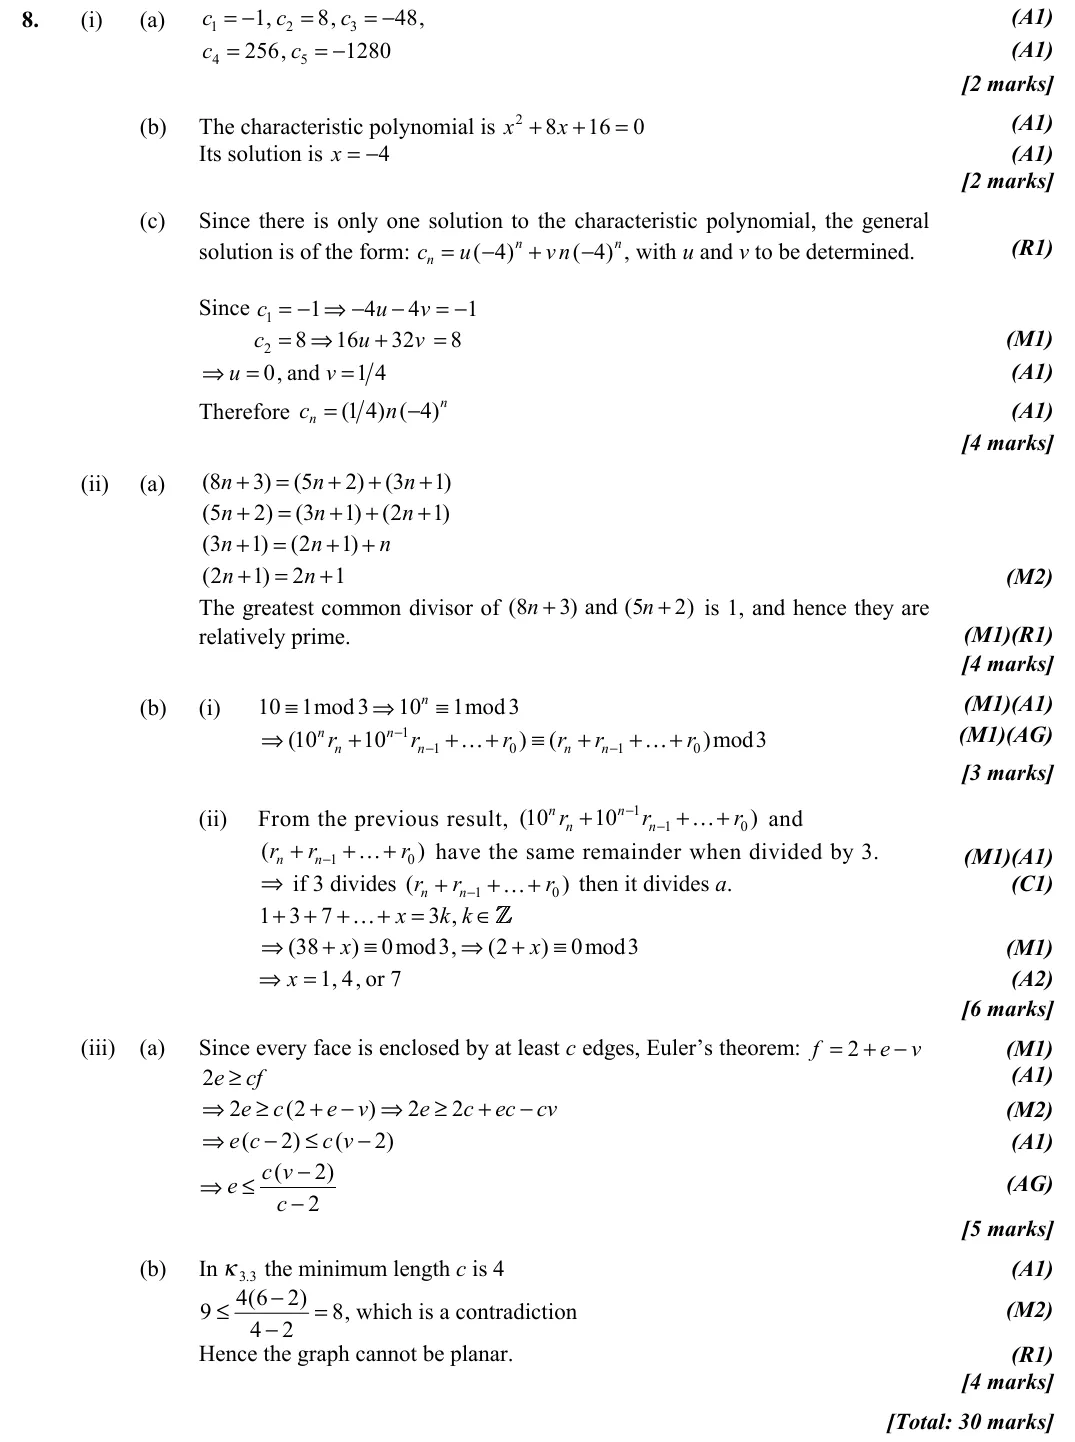 8. (i) (a) c₁ = −1, c₂ = 8, c₃ = −48, (A1)
c₄ = 256, c₅ = −1280 (A1)
[2 marks]
(b) The characteristic polynomial is x² + 8x + 16 = 0 (A1)
Its solution is x = −4 (A1)
[2 marks]
(c) Since there is only one solution to the characteristic polynomial, the general
solution is of the form: cₙ = u(−4)ⁿ + vn(−4)ⁿ, with u and v to be determined. (R1)
Since c₁ = −1 ⇒ −4u − 4v = −1
c₂ = 8 ⇒ 16u + 32v = 8 (M1)
⇒ u = 0, and v = 1/4 (A1)
Therefore cₙ = (1/4)n(−4)ⁿ (A1)
[4 marks]
(ii) (a) (8n + 3) = (5n + 2) + (3n + 1)
(5n + 2) = (3n + 1) + (2n + 1)
(3n + 1) = (2n + 1) + n
(2n + 1) = 2n + 1 (M2)
The greatest common divisor of (8n + 3) and (5n + 2) is 1, and hence they are
relatively prime. (M1)(R1)
[4 marks]
(b) (i) 10 ≡ 1 mod 3 ⇒ 10ⁿ ≡ 1 mod 3 (M1)(A1)
⇒ (10ⁿrₙ + 10ⁿ⁻¹rₙ₋₁ + … + r₀) ≡ (rₙ + rₙ₋₁ + … + r₀) mod 3 (M1)(AG)
[3 marks]
(ii) From the previous result, (10ⁿrₙ + 10ⁿ⁻¹rₙ₋₁ + … + r₀) and
(rₙ + rₙ₋₁ + … + r₀) have the same remainder when divided by 3. (M1)(A1)
⇒ if 3 divides (rₙ + rₙ₋₁ + … + r₀) then it divides a. (C1)
1 + 3 + 7 + … + x = 3k, k ∈ ℤ
⇒ (38 + x) ≡ 0 mod 3, ⇒ (2 + x) ≡ 0 mod 3 (M1)
⇒ x = 1, 4, or 7 (A2)
[6 marks]
(iii) (a) Since every face is enclosed by at least c edges, Euler’s theorem: f = 2 + e − v (M1)
2e ≥ cf (A1)
⇒ 2e ≥ c(2 + e − v) ⇒ 2e ≥ 2c + ec − cv (M2)
⇒ e(c − 2) ≤ c(v − 2) (A1)
⇒ e ≤ c(v − 2)/(c − 2) (AG)
[5 marks]
(b) In κ₃.₃ the minimum length c is 4 (A1)
9 ≤ 4(6 − 2)/(4 − 2) = 8, which is a contradiction (M2)
Hence the graph cannot be planar. (R1)
[4 marks]
[Total: 30 marks]